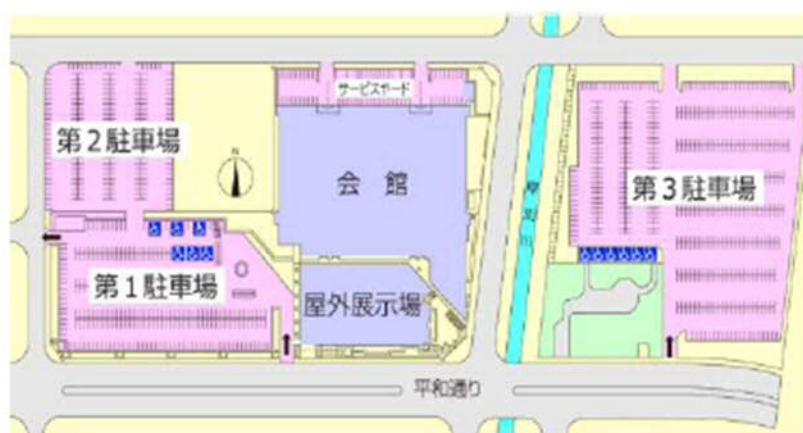 サービスヤード
第2駐車場
N
会 館
第3駐車場
第1駐車場
屋外展示場
平和通り